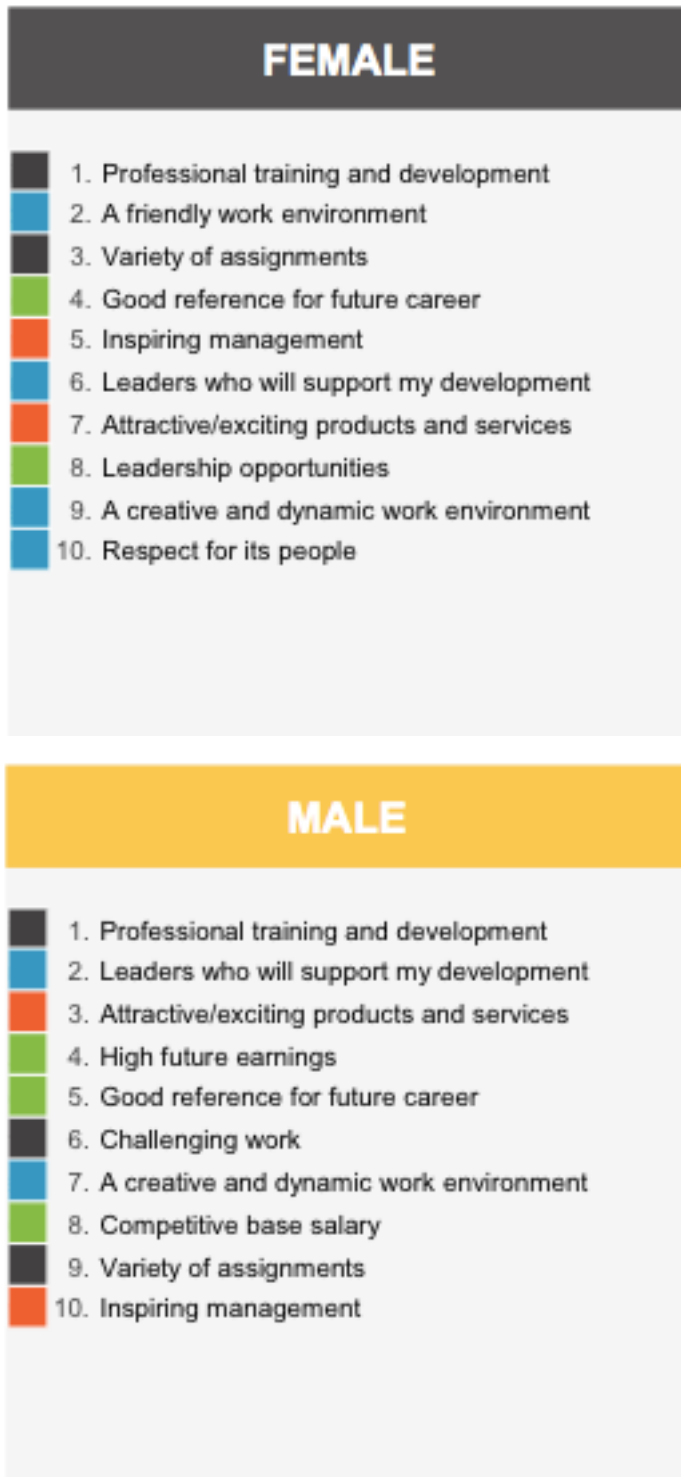 FEMALE
1. Professional training and development
2. A friendly work environment
3. Variety of assignments
4. Good reference for future career
5. Inspiring management
6. Leaders who will support my development
7. Attractive/exciting products and services
8. Leadership opportunities
9. A creative and dynamic work environment
10. Respect for its people
MALE
1. Professional training and development
2. Leaders who will support my development
3. Attractive/exciting products and services
4. High future earnings
5. Good reference for future career
6. Challenging work
7. A creative and dynamic work environment
8. Competitive base salary
9. Variety of assignments
10. Inspiring management